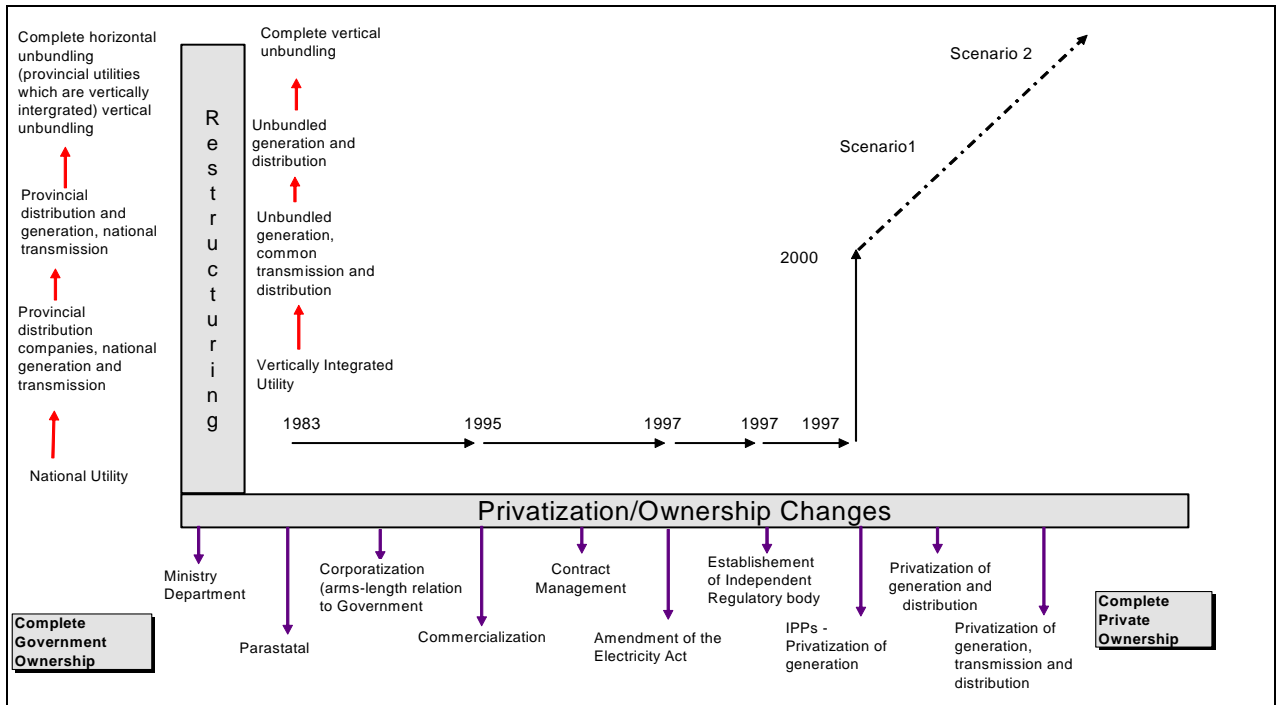 Complete horizontal
unbundling
(provincial utilities
which are vertically
intergrated) vertical
unbundling
Provincial
distribution and
generation, national
transmission
Provincial
distribution
companies, national
generation and
transmission
National Utility
Restructuring
Complete vertical
unbundling
Unbundled
generation and
distribution
Unbundled
generation,
common
transmission and
distribution
Vertically Integrated
Utility
1983
1995
1997
1997
1997
2000
Scenario1
Scenario 2
Privatization/Ownership Changes
Ministry
Department
Parastatal
Corporatization
(arms-length relation
to Government
Commercialization
Contract
Management
Amendment of the
Electricity Act
Establishement
of Independent
Regulatory body
IPPs -
Privatization of
generation
Privatization of
generation and
distribution
Privatization of
generation,
transmission and
distribution
Complete
Government
Ownership
Complete
Private
Ownership